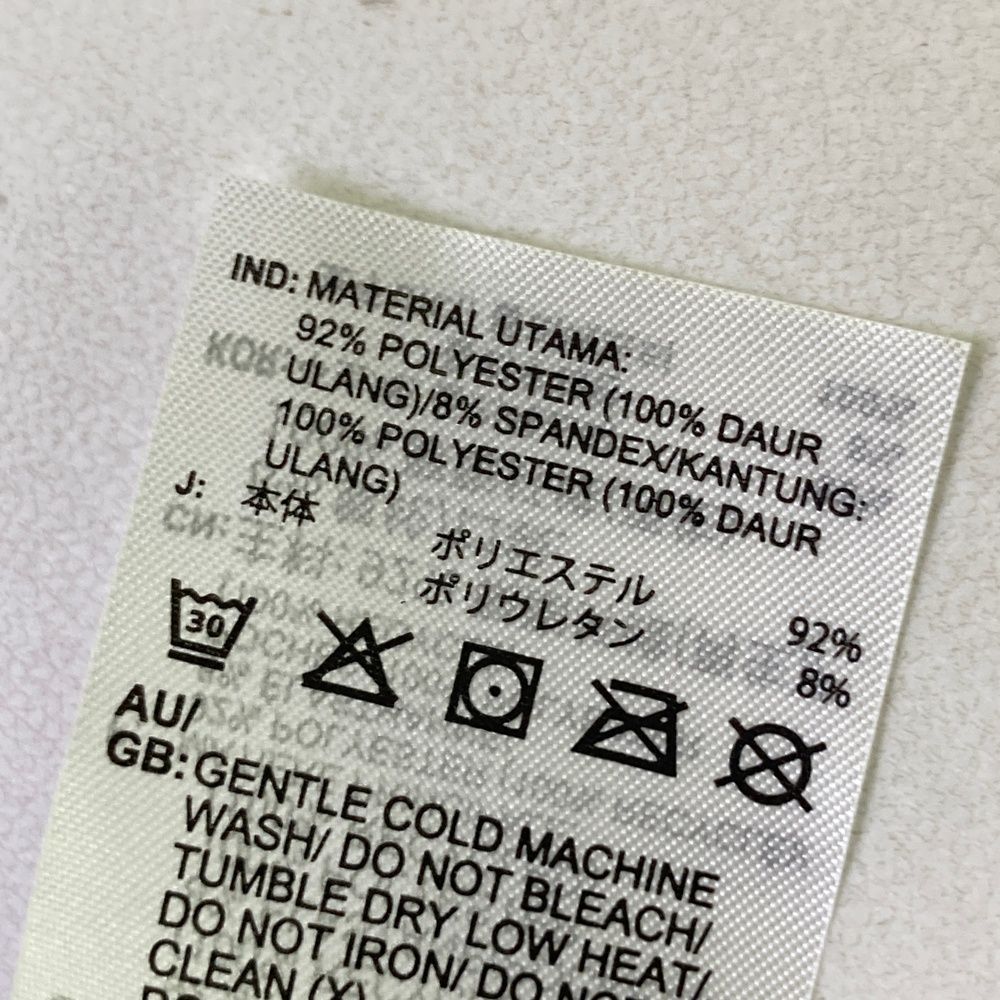 IND: MATERIAL UTAMA:
92% POLYESTER (100% DAUR
ULANG)/8% SPANDEX/KANTUNG:
100% POLYESTER (100% DAUR
ULANG)
J: 本体
ポリエステル 92%
ポリウレタン 8%
30
AU/
GB: GENTLE COLD MACHINE
WASH/ DO NOT BLEACH/
TUMBLE DRY LOW HEAT/
DO NOT IRON/ DO NOT
CLEAN (X)